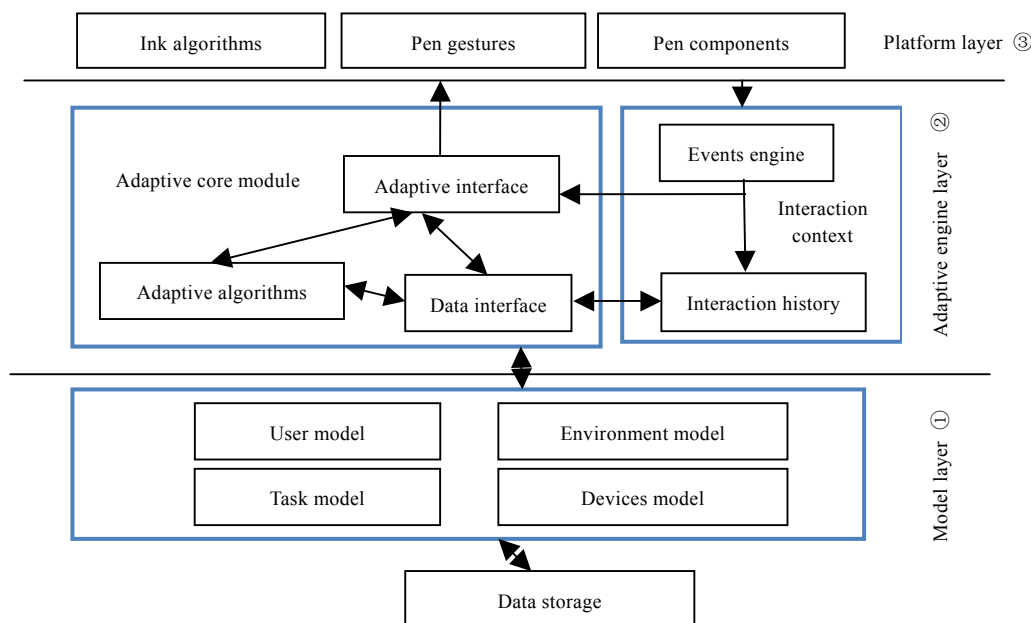 Ink algorithms
Pen gestures
Pen components
Platform layer ③
Adaptive core module
Adaptive interface
Adaptive algorithms
Data interface
Events engine
Interaction
context
Interaction history
Adaptive engine layer ②
User model
Environment model
Task model
Devices model
Model layer ①
Data storage